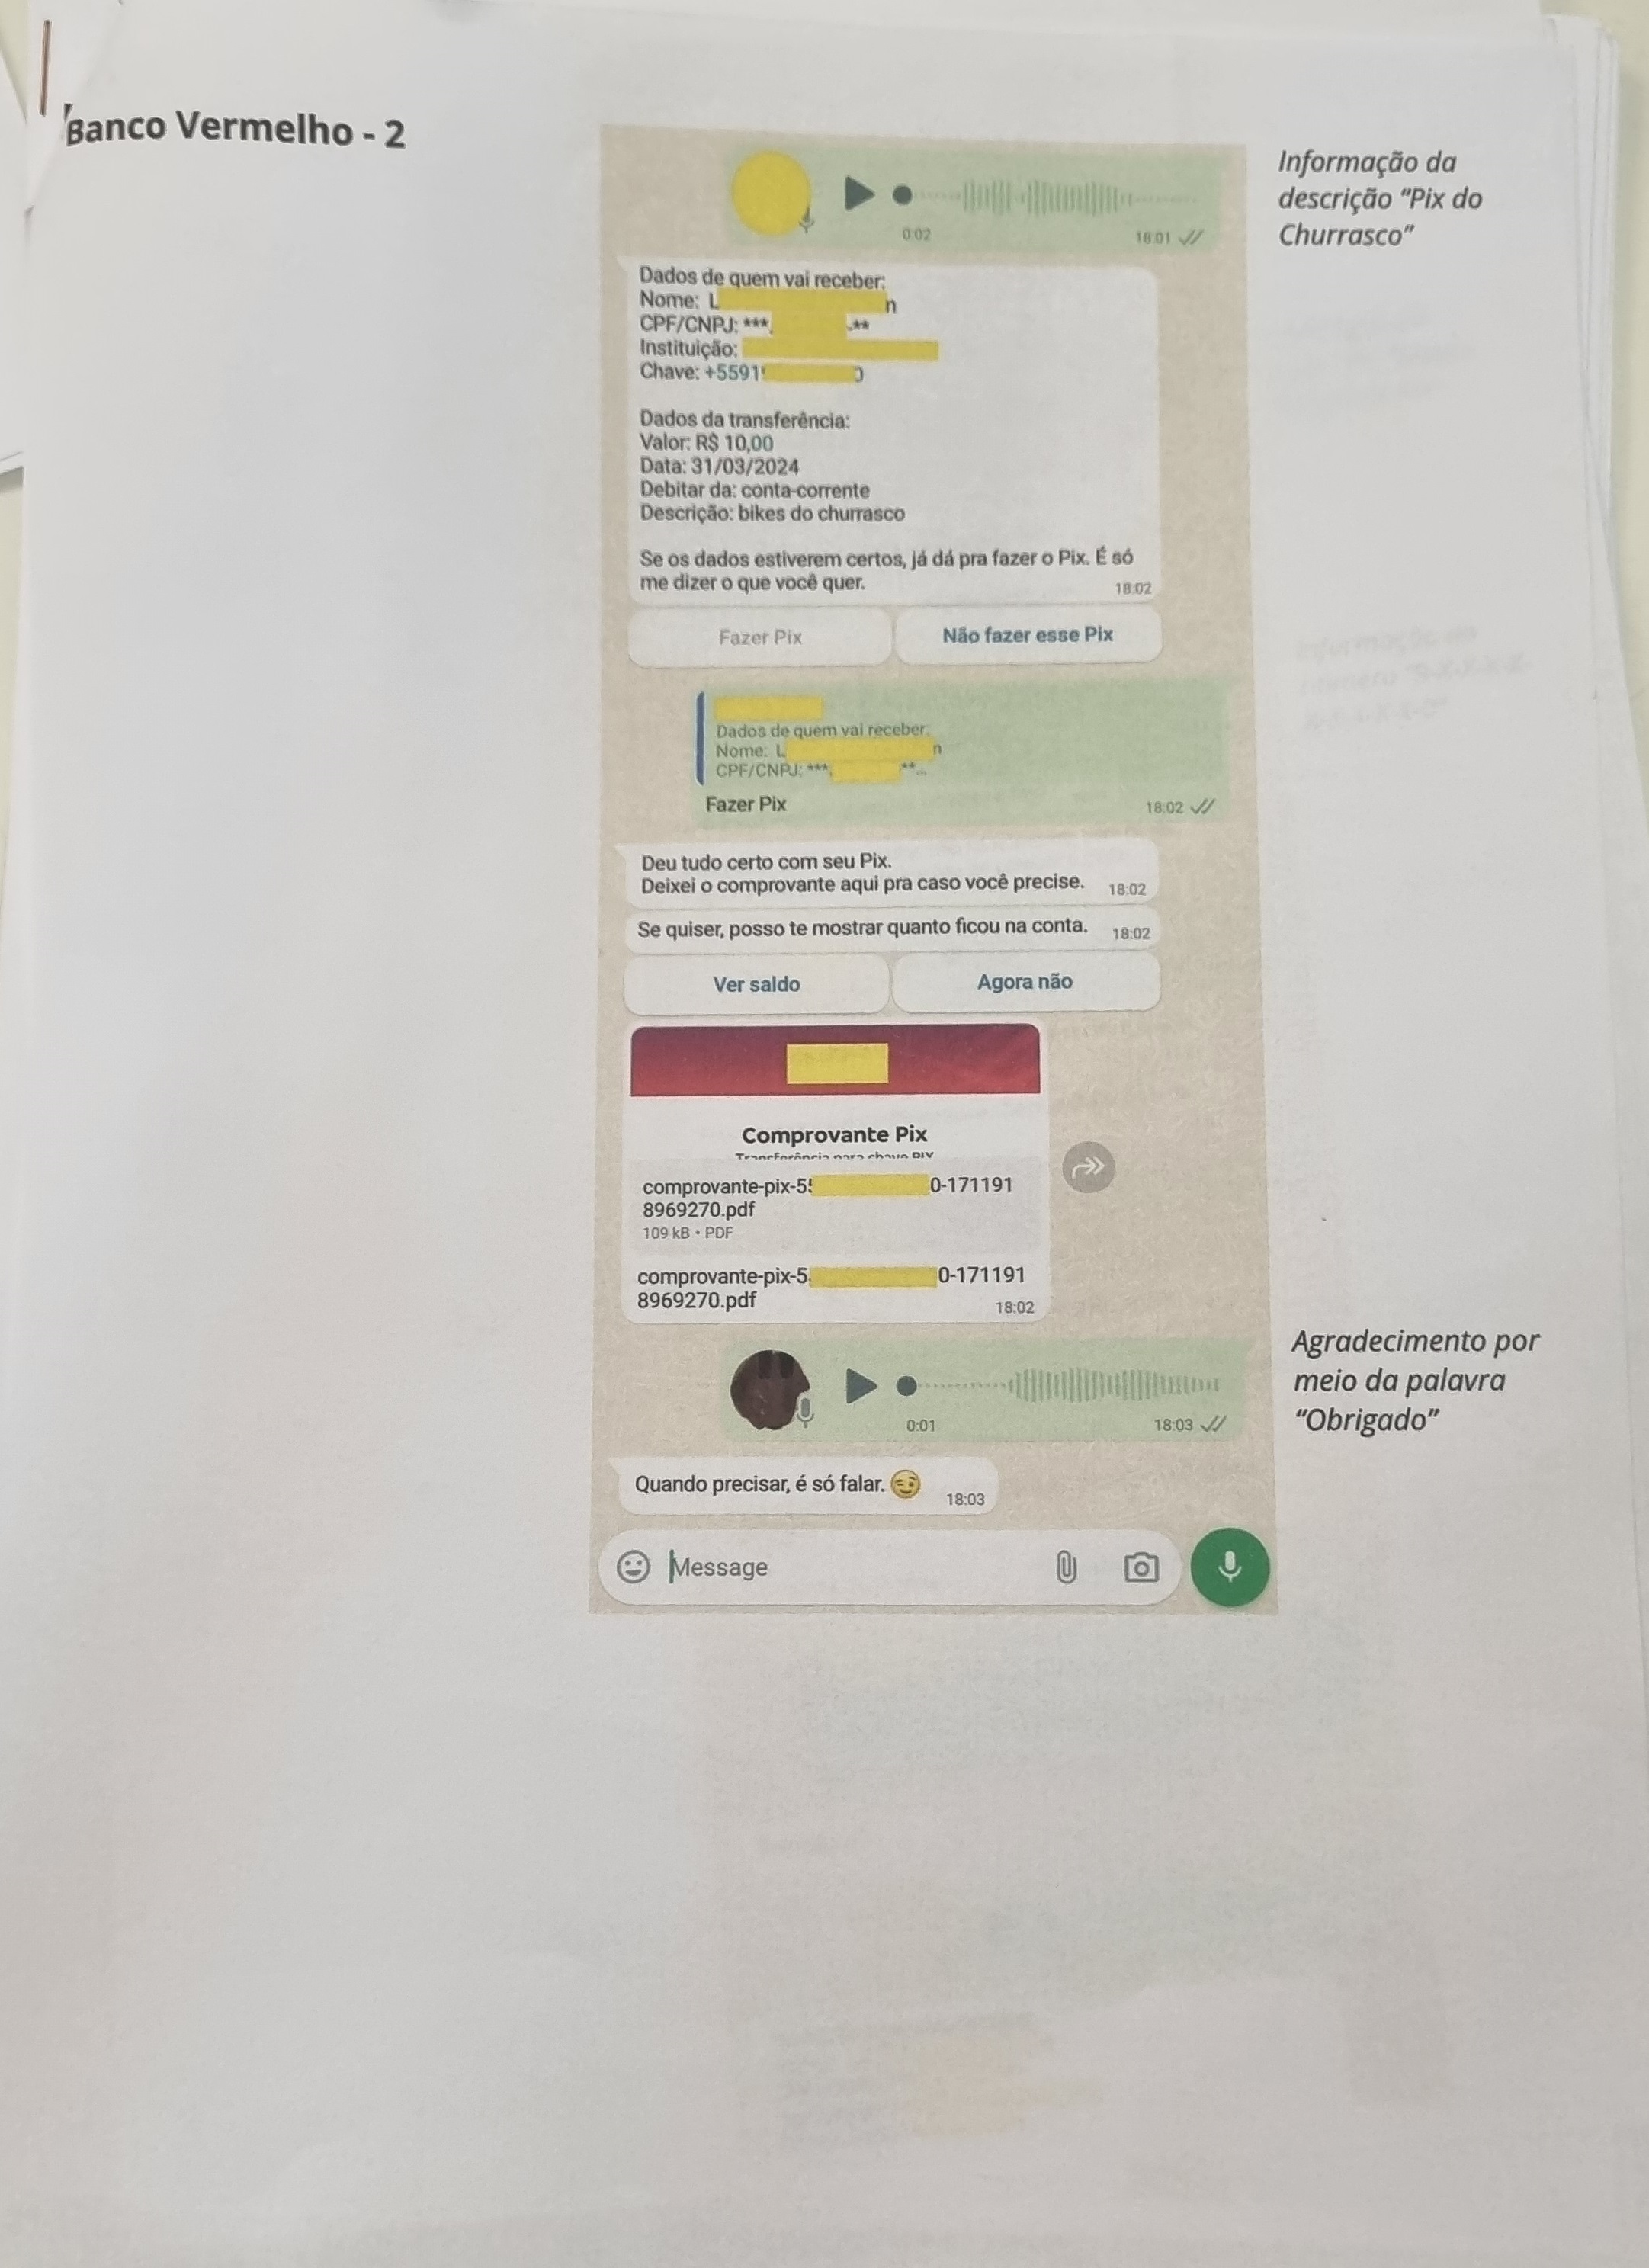 Banco Vermelho - 2
Informação da
descrição "Pix do
Churrasco"
0:02
18:01
Dados de quem vai receber:
Nome: L n
CPF/CNPJ: ***. .-**
Instituição:
Chave: +5591 0
Dados da transferência:
Valor: R$ 10,00
Data: 31/03/2024
Debitar da: conta-corrente
Descrição: bikes do churrasco
Se os dados estiverem certos, já dá pra fazer o Pix. É só
me dizer o que você quer.
18:02
Fazer Pix
Não fazer esse Pix
Dados de quem vai receber:
Nome: L n
CPF/CNPJ: ***. **...
Fazer Pix
18:02
Deu tudo certo com seu Pix.
Deixei o comprovante aqui pra caso você precise.
18:02
Se quiser, posso te mostrar quanto ficou na conta.
18:02
Ver saldo
Agora não
Comprovante Pix
Transferência para chave PIX
comprovante-pix-5 0-171191
8969270.pdf
109 kB • PDF
comprovante-pix-5 0-171191
8969270.pdf
18:02
Agradecimento por
meio da palavra
"Obrigado"
0:01
18:03
Quando precisar, é só falar. 😉
18:03
Message